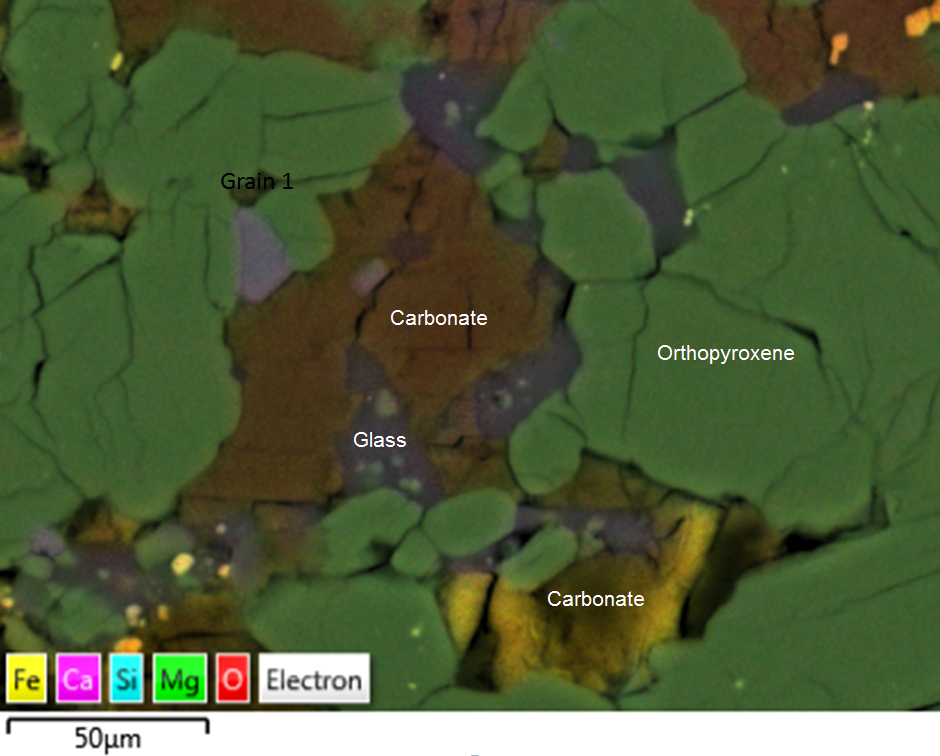 Grain 1
Carbonate
Orthopyroxene
Glass
Carbonate
Fe Ca Si Mg O Electron
50µm